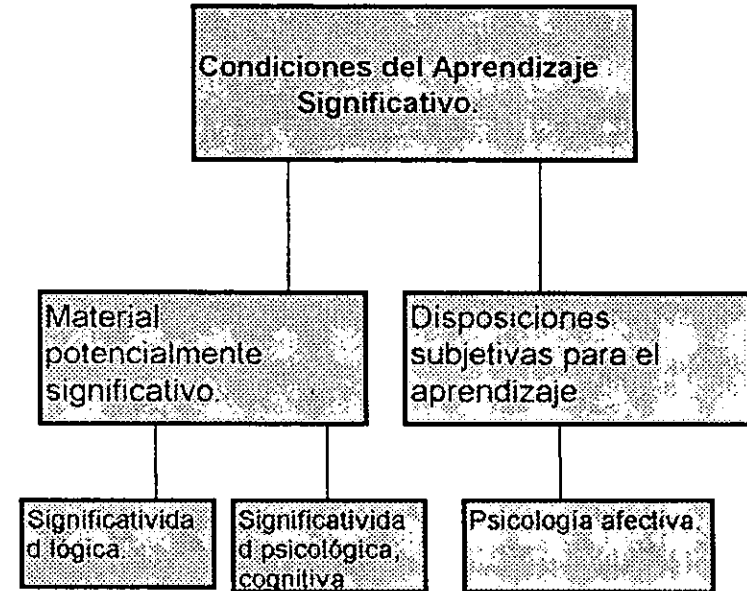 Condiciones del Aprendizaje
Significativo.
Material
potencialmente
significativo.
Disposiciones
subjetivas para el
aprendizaje
Significativida
d lógica
Significativida
d psicológica,
cognitiva
Psicología afectiva.